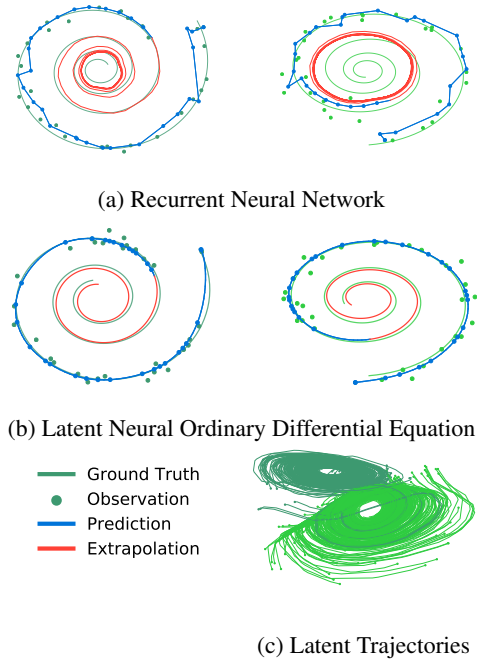 (a) Recurrent Neural Network
(b) Latent Neural Ordinary Differential Equation
Ground Truth
Observation
Prediction
Extrapolation
(c) Latent Trajectories